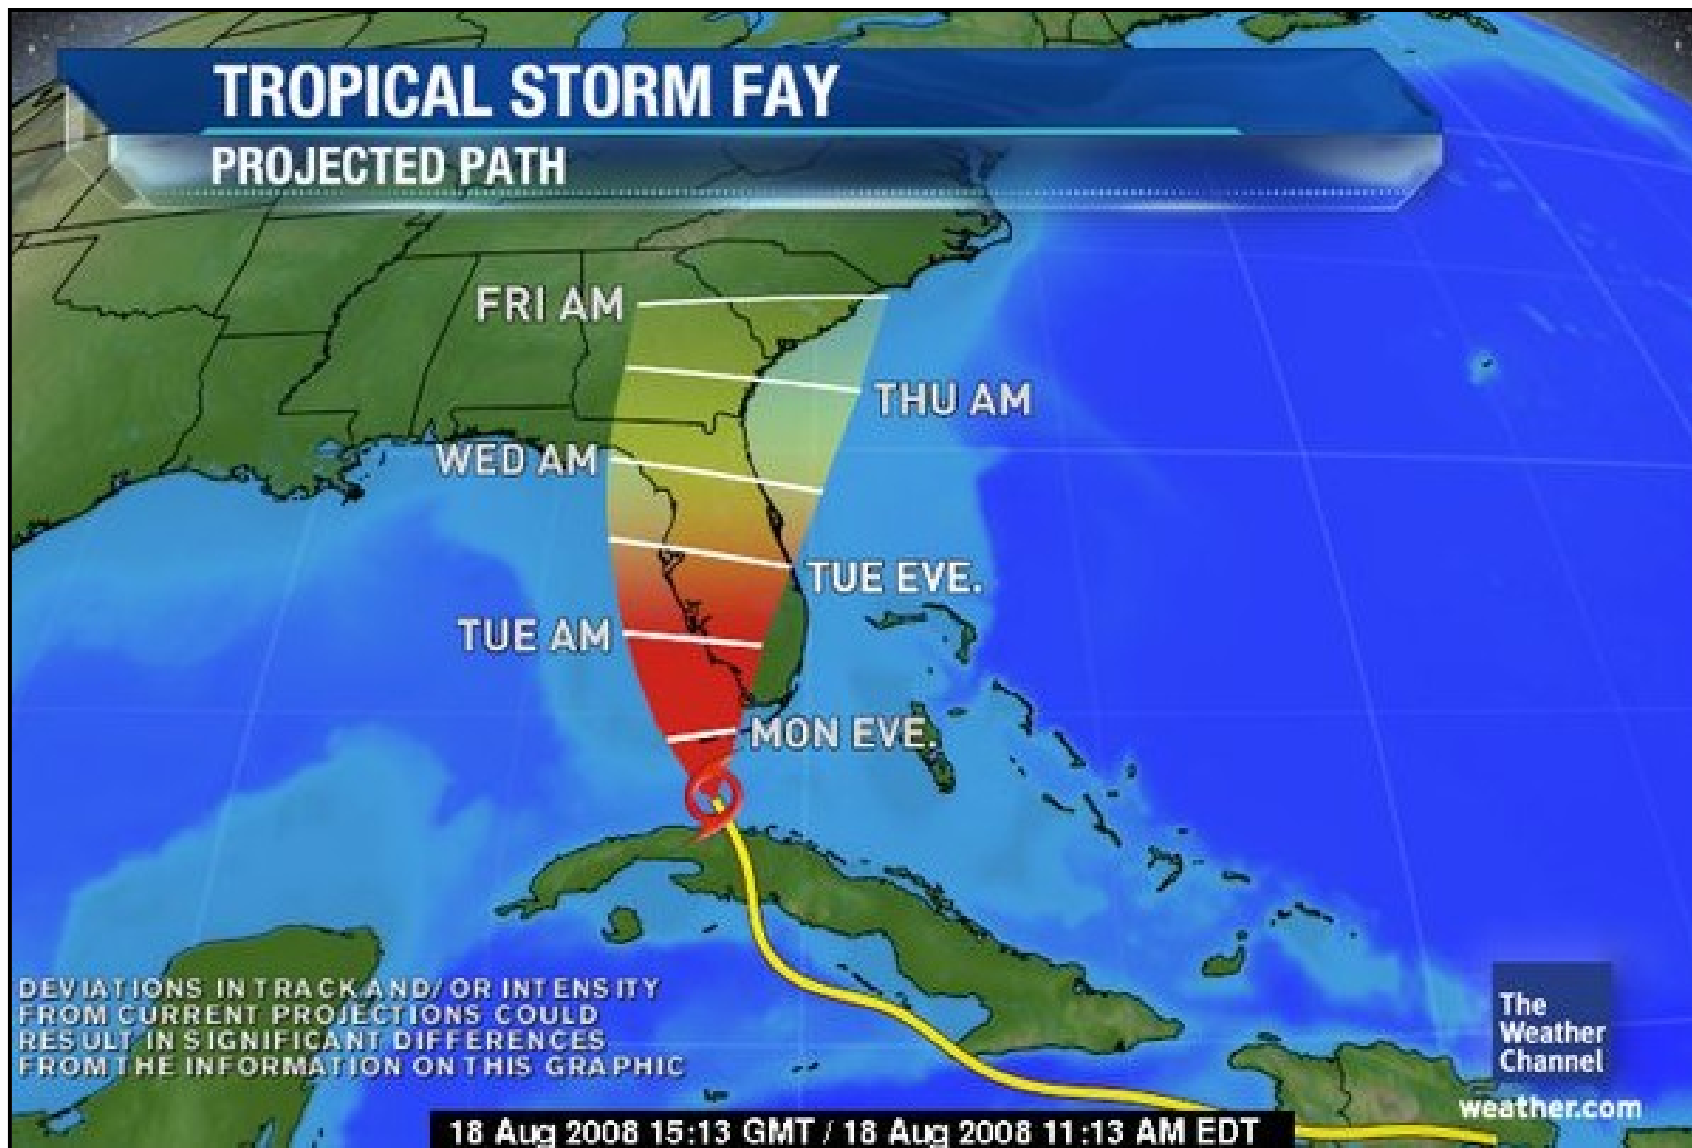 TROPICAL STORM FAY
PROJECTED PATH
FRI AM
THU AM
WED AM
TUE EVE.
TUE AM
MON EVE.
DEVIATIONS IN TRACK AND/OR INTENSITY
FROM CURRENT PROJECTIONS COULD
RESULT IN SIGNIFICANT DIFFERENCES
FROM THE INFORMATION ON THIS GRAPHIC
The
Weather
Channel
weather.com
18 Aug 2008 15:13 GMT / 18 Aug 2008 11:13 AM EDT